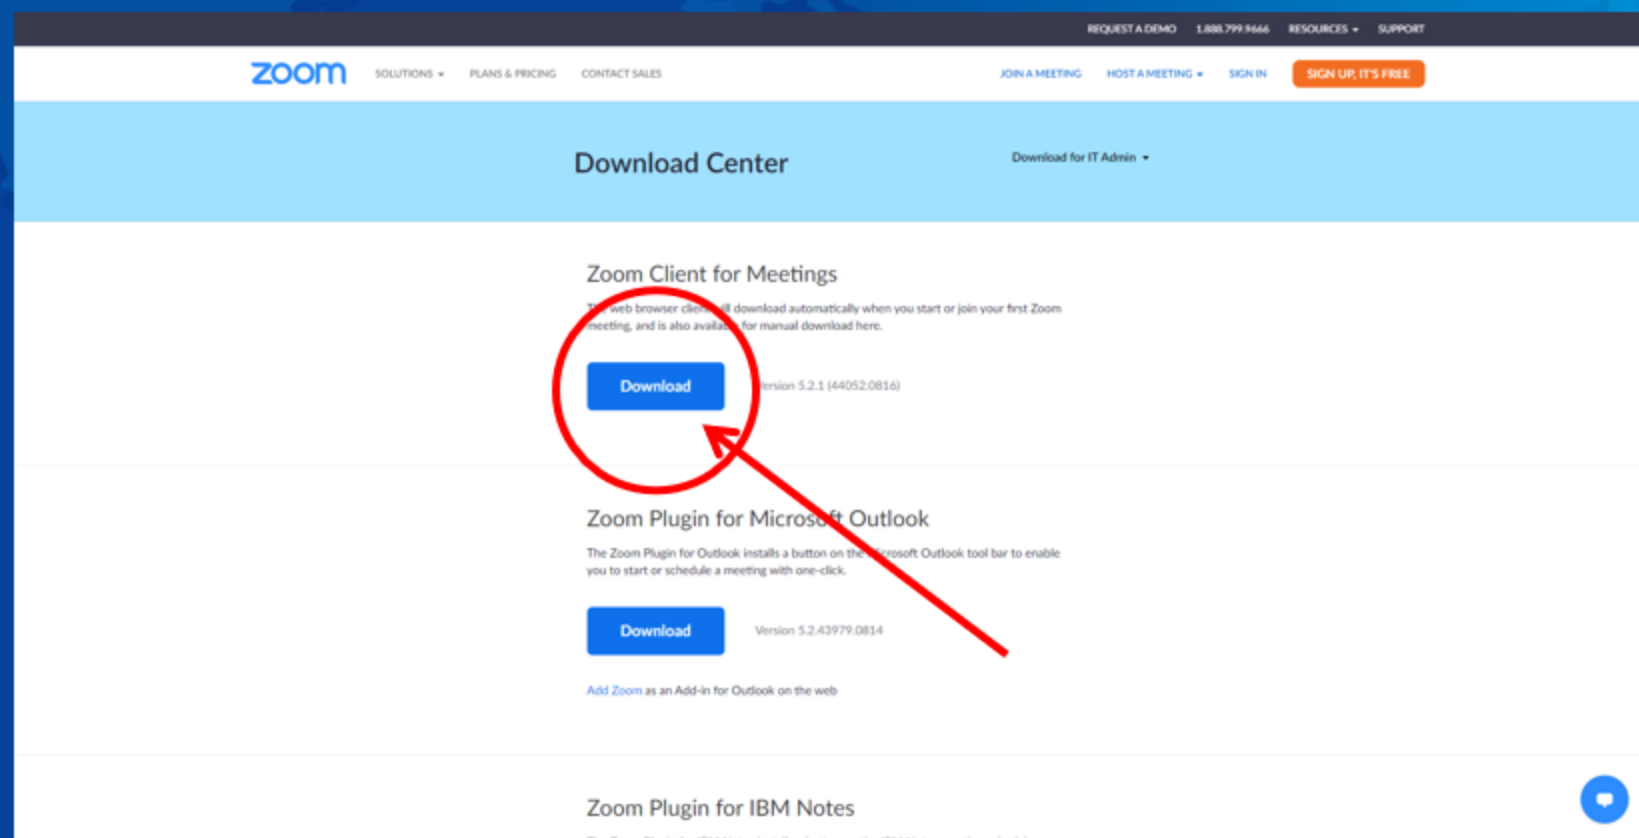 REQUEST A DEMO 1.888.799.9666 RESOURCES SUPPORT
zoom SOLUTIONS PLANS & PRICING CONTACT SALES JOIN A MEETING HOST A MEETING SIGN IN SIGN UP, IT'S FREE
Download Center Download for IT Admin
Zoom Client for Meetings
The web browser client will download automatically when you start or join your first Zoom
meeting, and is also available for manual download here.
Download Version 5.2.1 (44052.0816)
Zoom Plugin for Microsoft Outlook
The Zoom Plugin for Outlook installs a button on the Microsoft Outlook tool bar to enable
you to start or schedule a meeting with one-click.
Download Version 5.2.43979.0814
Add Zoom as an Add-in for Outlook on the web
Zoom Plugin for IBM Notes